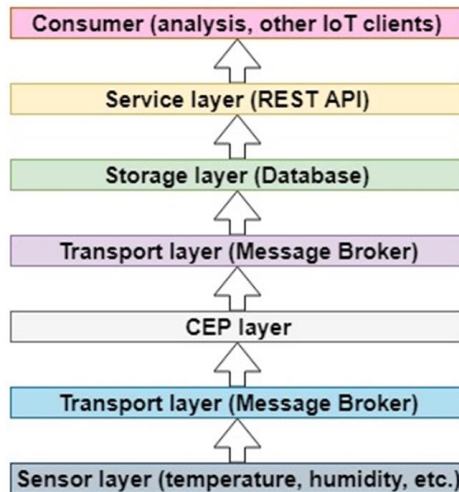 Consumer (analysis, other IoT clients)
Service layer (REST API)
Storage layer (Database)
Transport layer (Message Broker)
CEP layer
Transport layer (Message Broker)
Sensor layer (temperature, humidity, etc.)